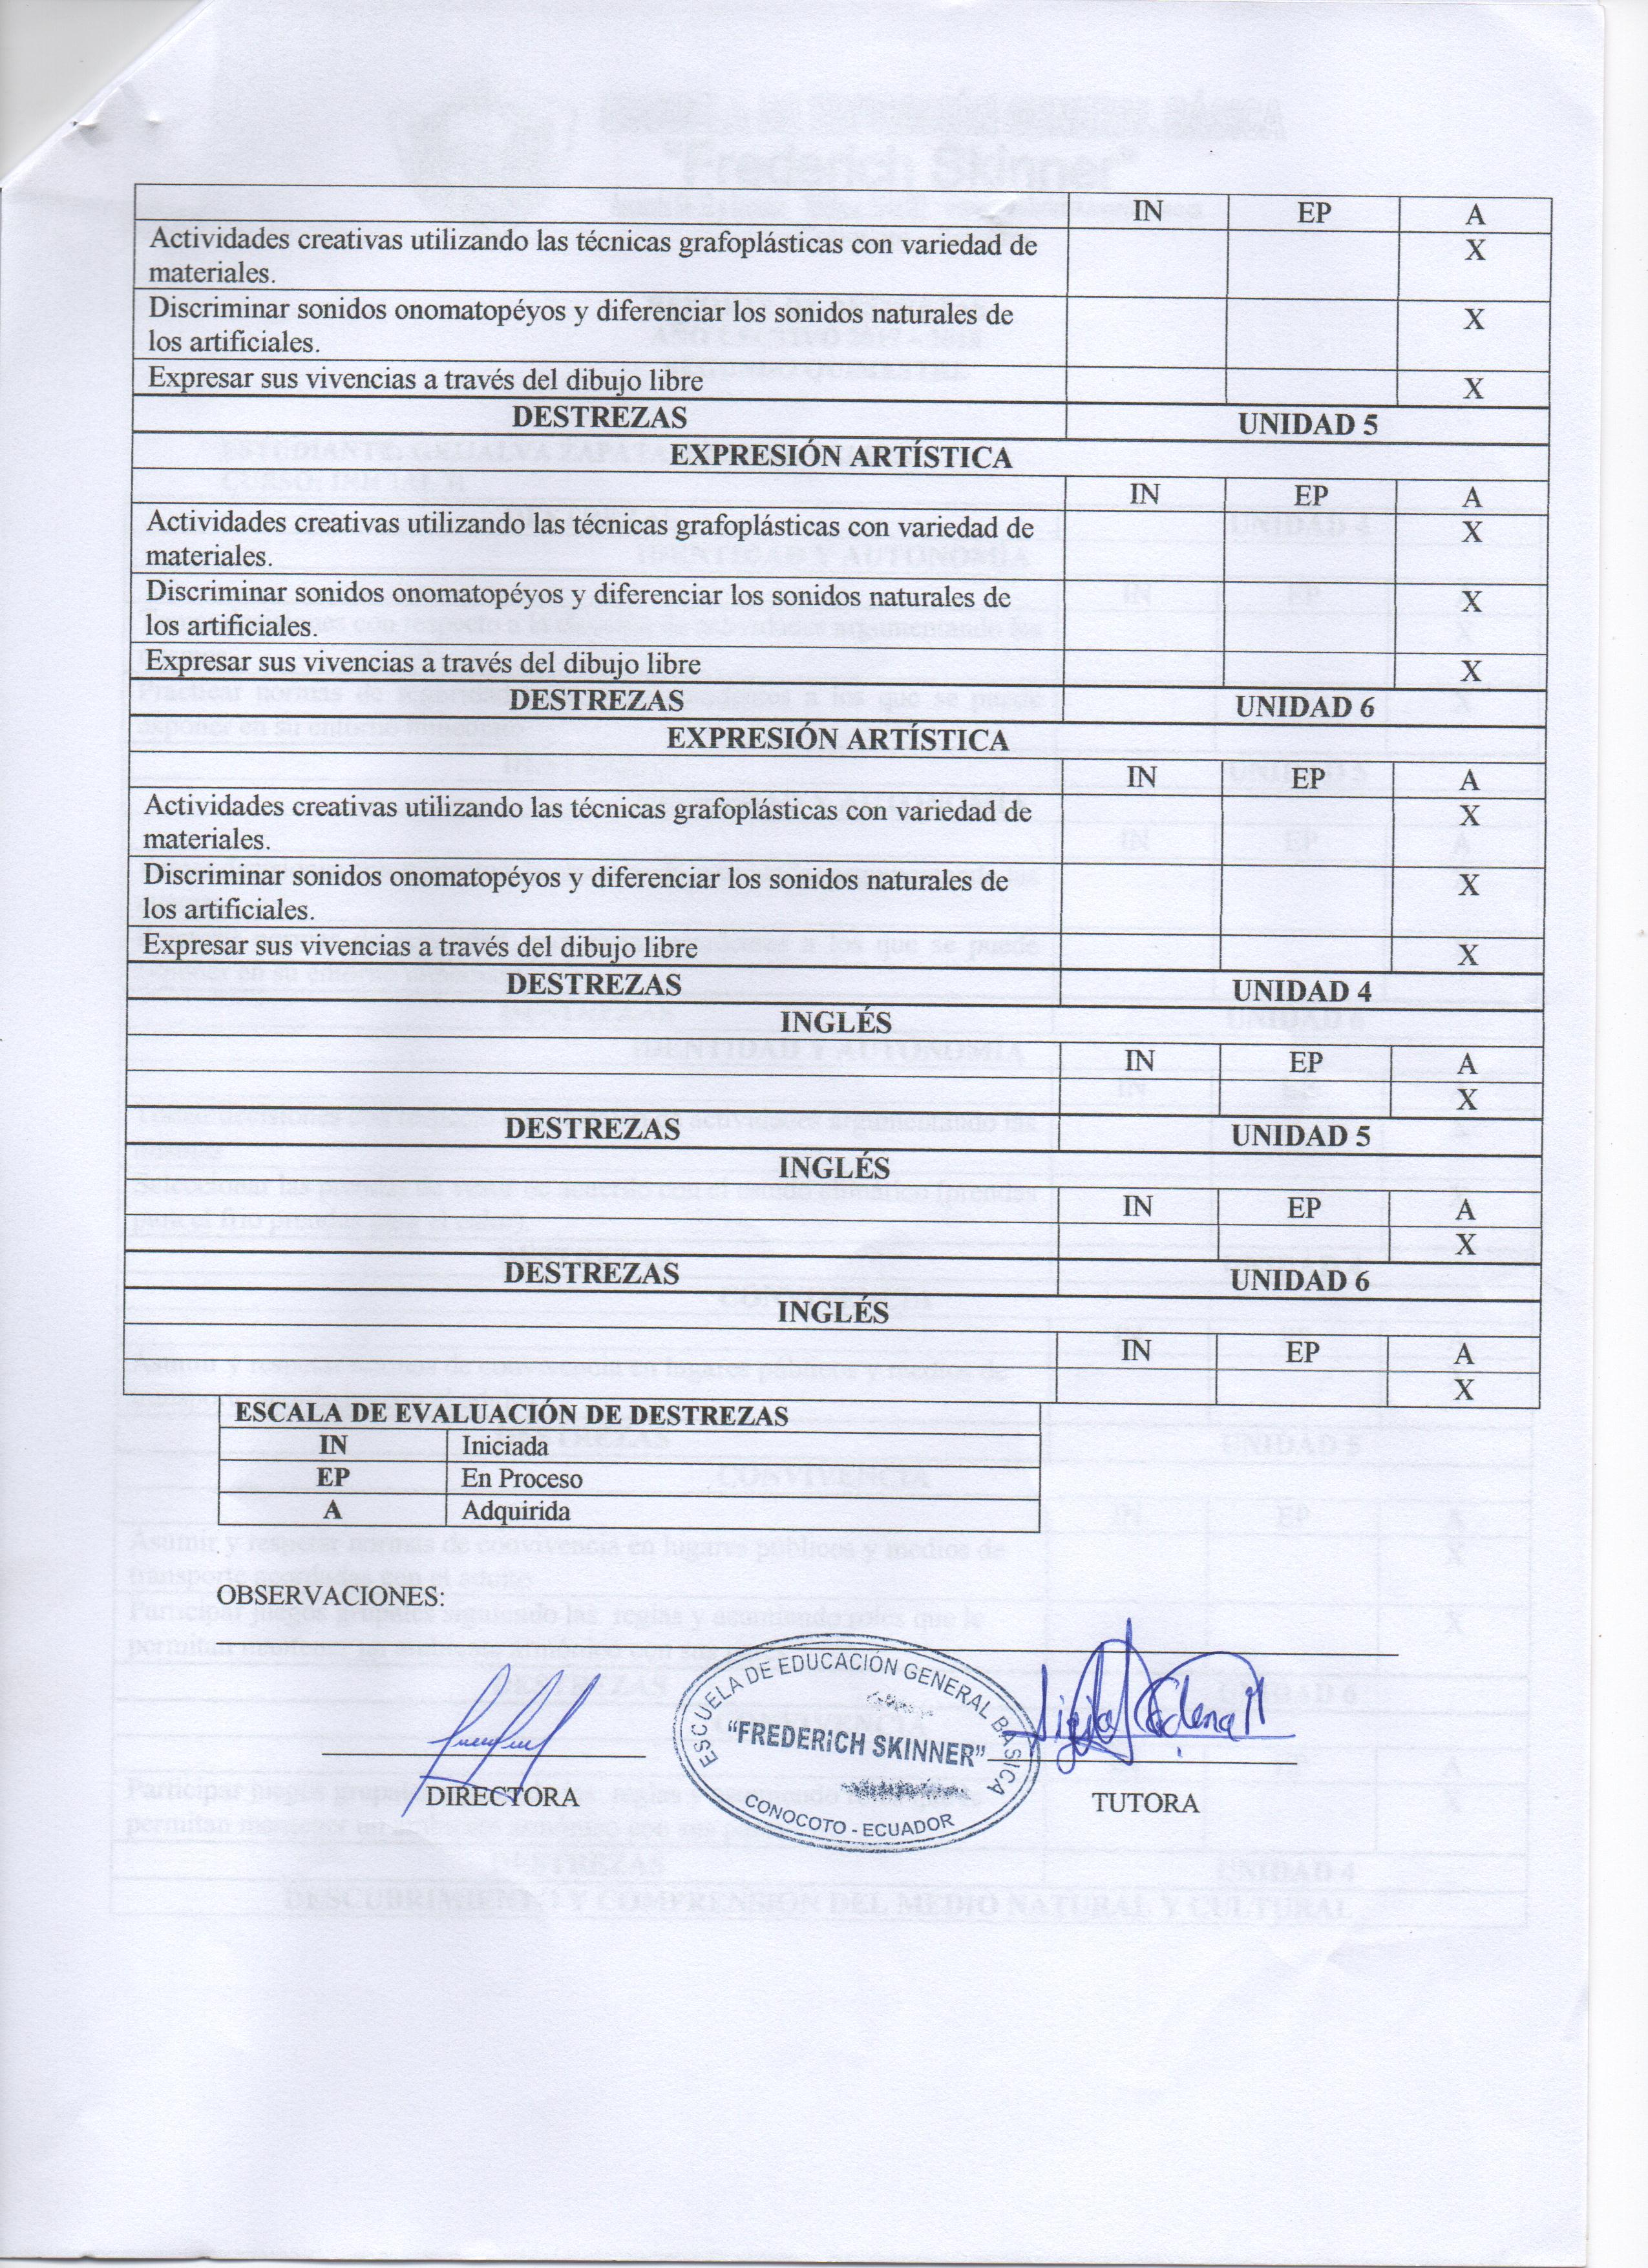 IN EP A
Actividades creativas utilizando las técnicas grafoplásticas con variedad de X
materiales.
Discriminar sonidos onomatopéyos y diferenciar los sonidos naturales de X
los artificiales.
Expresar sus vivencias a través del dibujo libre X
DESTREZAS UNIDAD 5
EXPRESIÓN ARTÍSTICA
IN EP A
Actividades creativas utilizando las técnicas grafoplásticas con variedad de X
materiales.
Discriminar sonidos onomatopéyos y diferenciar los sonidos naturales de X
los artificiales.
Expresar sus vivencias a través del dibujo libre X
DESTREZAS UNIDAD 6
EXPRESIÓN ARTÍSTICA
IN EP A
Actividades creativas utilizando las técnicas grafoplásticas con variedad de X
materiales.
Discriminar sonidos onomatopéyos y diferenciar los sonidos naturales de X
los artificiales.
Expresar sus vivencias a través del dibujo libre X
DESTREZAS UNIDAD 4
INGLÉS
IN EP A
X
DESTREZAS UNIDAD 5
INGLÉS
IN EP A
X
DESTREZAS UNIDAD 6
INGLÉS
IN EP A
X
ESCALA DE EVALUACIÓN DE DESTREZAS
IN Iniciada
EP En Proceso
A Adquirida
OBSERVACIONES:
ESCUELA DE EDUCACIÓN GENERAL BASICA
"FREDERICH SKINNER"
CONOCOTO - ECUADOR
DIRECTORA TUTORA